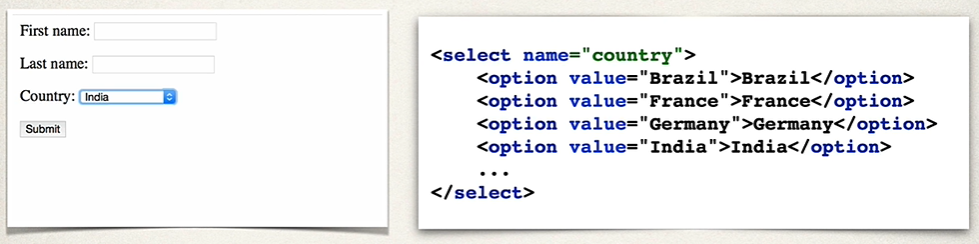 First name:
Last name:
Country: India
Submit
<select name="country">
    <option value="Brazil">Brazil</option>
    <option value="France">France</option>
    <option value="Germany">Germany</option>
    <option value="India">India</option>
    ...
</select>